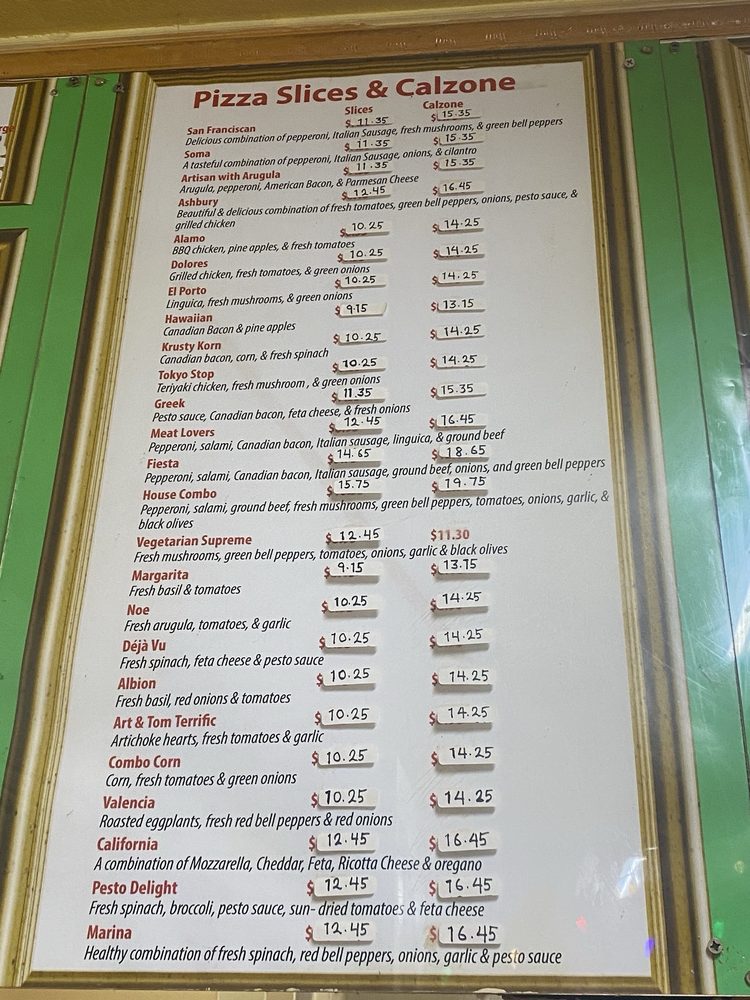 Pizza Slices & Calzone
Slices Calzone
San Franciscan $ 11.35 $ 15.35
Delicious combination of pepperoni, Italian Sausage, fresh mushrooms, & green bell peppers
Soma $ 11.35 $ 15.35
A tasteful combination of pepperoni, Italian Sausage, onions, & cilantro
Artisan with Arugula $ 11.35 $ 15.35
Arugula, pepperoni, American Bacon, & Parmesan Cheese
Ashbury $ 12.45 $ 16.45
Beautiful & delicious combination of fresh tomatoes, green bell peppers, onions, pesto sauce, &
grilled chicken
Alamo $ 10.25 $ 14.25
BBQ chicken, pine apples, & fresh tomatoes
Dolores $ 10.25 $ 14.25
Grilled chicken, fresh tomatoes, & green onions
El Porto $ 10.25 $ 14.25
Linguica, fresh mushrooms, & green onions
Hawaiian $ 9.15 $ 13.15
Canadian Bacon & pine apples
Krusty Korn $ 10.25 $ 14.25
Canadian bacon, corn, & fresh spinach
Tokyo Stop $ 10.25 $ 14.25
Teriyaki chicken, fresh mushroom , & green onions
Greek $ 11.35 $ 15.35
Pesto sauce, Canadian bacon, feta cheese, & fresh onions
Meat Lovers $ 12.45 $ 16.45
Pepperoni, salami, Canadian bacon, Italian sausage, linguica, & ground beef
Fiesta $ 14.65 $ 18.65
Pepperoni, salami, Canadian bacon, Italian sausage, ground beef, onions, and green bell peppers
House Combo $ 15.75 $ 19.75
Pepperoni, salami, ground beef, fresh mushrooms, green bell peppers, tomatoes, onions, garlic, &
black olives
Vegetarian Supreme $ 12.45 $11.30
Fresh mushrooms, green bell peppers, tomatoes, onions, garlic & black olives
Margarita $ 9.15 $ 13.15
Fresh basil & tomatoes
Noe $ 10.25 $ 14.25
Fresh arugula, tomatoes, & garlic
Déjà Vu $ 10.25 $ 14.25
Fresh spinach, feta cheese & pesto sauce
Albion $ 10.25 $ 14.25
Fresh basil, red onions & tomatoes
Art & Tom Terrific $ 10.25 $ 14.25
Artichoke hearts, fresh tomatoes & garlic
Combo Corn $ 10.25 $ 14.25
Corn, fresh tomatoes & green onions
Valencia $ 10.25 $ 14.25
Roasted eggplants, fresh red bell peppers & red onions
California $ 12.45 $ 16.45
A combination of Mozzarella, Cheddar, Feta, Ricotta Cheese & oregano
Pesto Delight $ 12.45 $ 16.45
Fresh spinach, broccoli, pesto sauce, sun- dried tomatoes & feta cheese
Marina $ 12.45 $ 16.45
Healthy combination of fresh spinach, red bell peppers, onions, garlic & pesto sauce